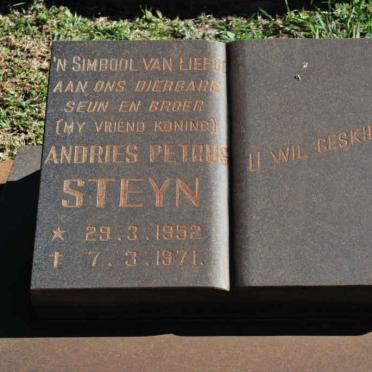 'N SIMBOOL VAN LIEFDE
AAN ONS DIERBARE
SEUN EN BROER
(MY VRIEND KONING)
ANDRIES PETRUS
STEYN
* 29.3.1952
† 7.3.1971.
U WIL GESKIE